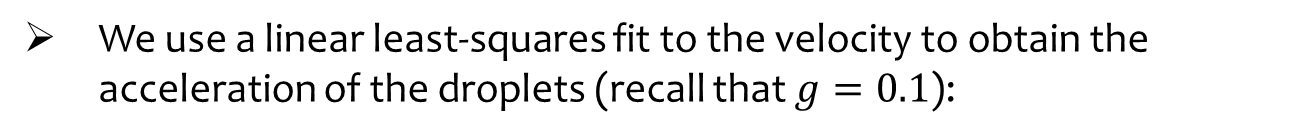 ➢ We use a linear least-squares fit to the velocity to obtain the
acceleration of the droplets (recall that g = 0.1):